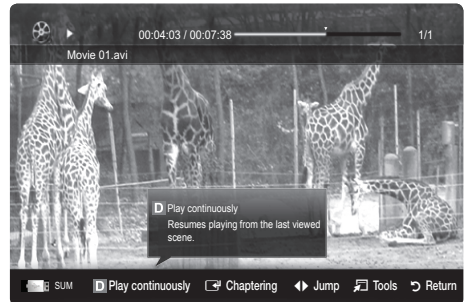 00:04:03 / 00:07:38 1/1
Movie 01.avi
D Play continuously
Resumes playing from the last viewed
scene.
SUM D Play continuously Chaptering Jump Tools Return